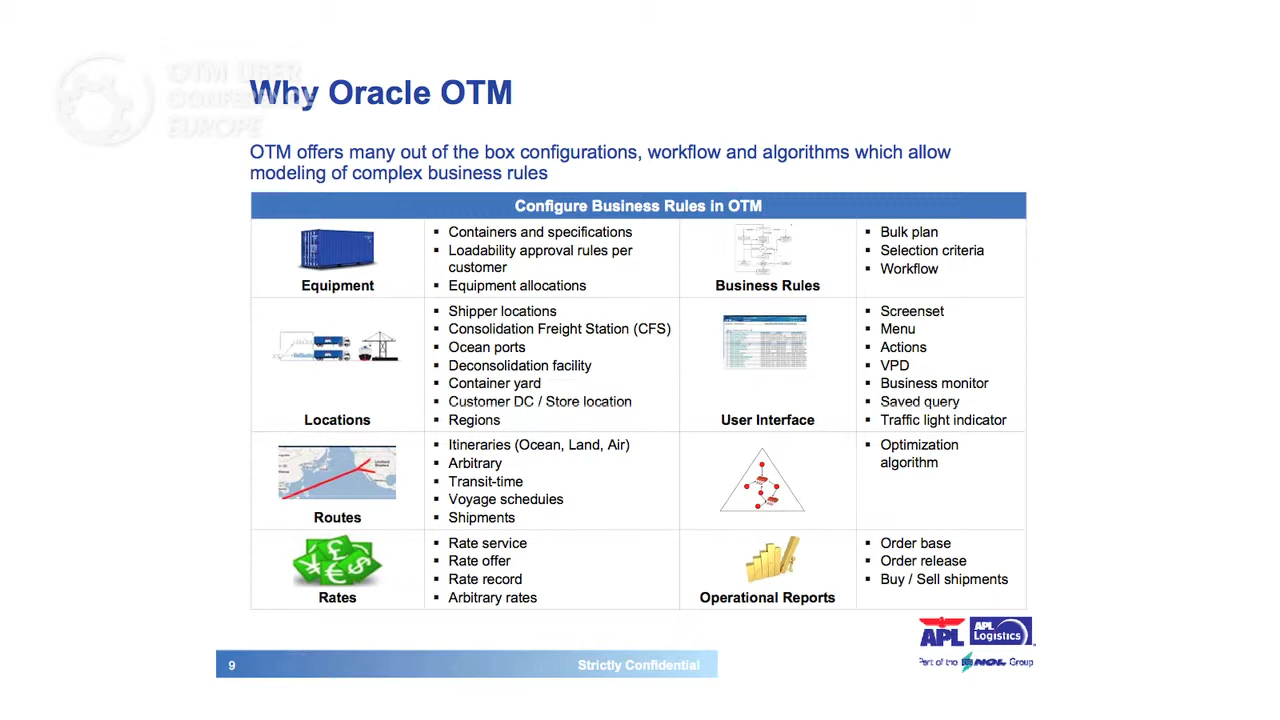 OTM USER
CONFERENCE
EUROPE
Why Oracle OTM
OTM offers many out of the box configurations, workflow and algorithms which allow
modeling of complex business rules
Configure Business Rules in OTM
Equipment
▪ Containers and specifications
▪ Loadability approval rules per
customer
▪ Equipment allocations
Business Rules
▪ Bulk plan
▪ Selection criteria
▪ Workflow
Locations
▪ Shipper locations
▪ Consolidation Freight Station (CFS)
▪ Ocean ports
▪ Deconsolidation facility
▪ Container yard
▪ Customer DC / Store location
▪ Regions
User Interface
▪ Screenset
▪ Menu
▪ Actions
▪ VPD
▪ Business monitor
▪ Saved query
▪ Traffic light indicator
Routes
▪ Itineraries (Ocean, Land, Air)
▪ Arbitrary
▪ Transit-time
▪ Voyage schedules
▪ Shipments
▪ Optimization
algorithm
Rates
▪ Rate service
▪ Rate offer
▪ Rate record
▪ Arbitrary rates
Operational Reports
▪ Order base
▪ Order release
▪ Buy / Sell shipments
APL
APL
Logistics
Part of the NOL Group
9
Strictly Confidential